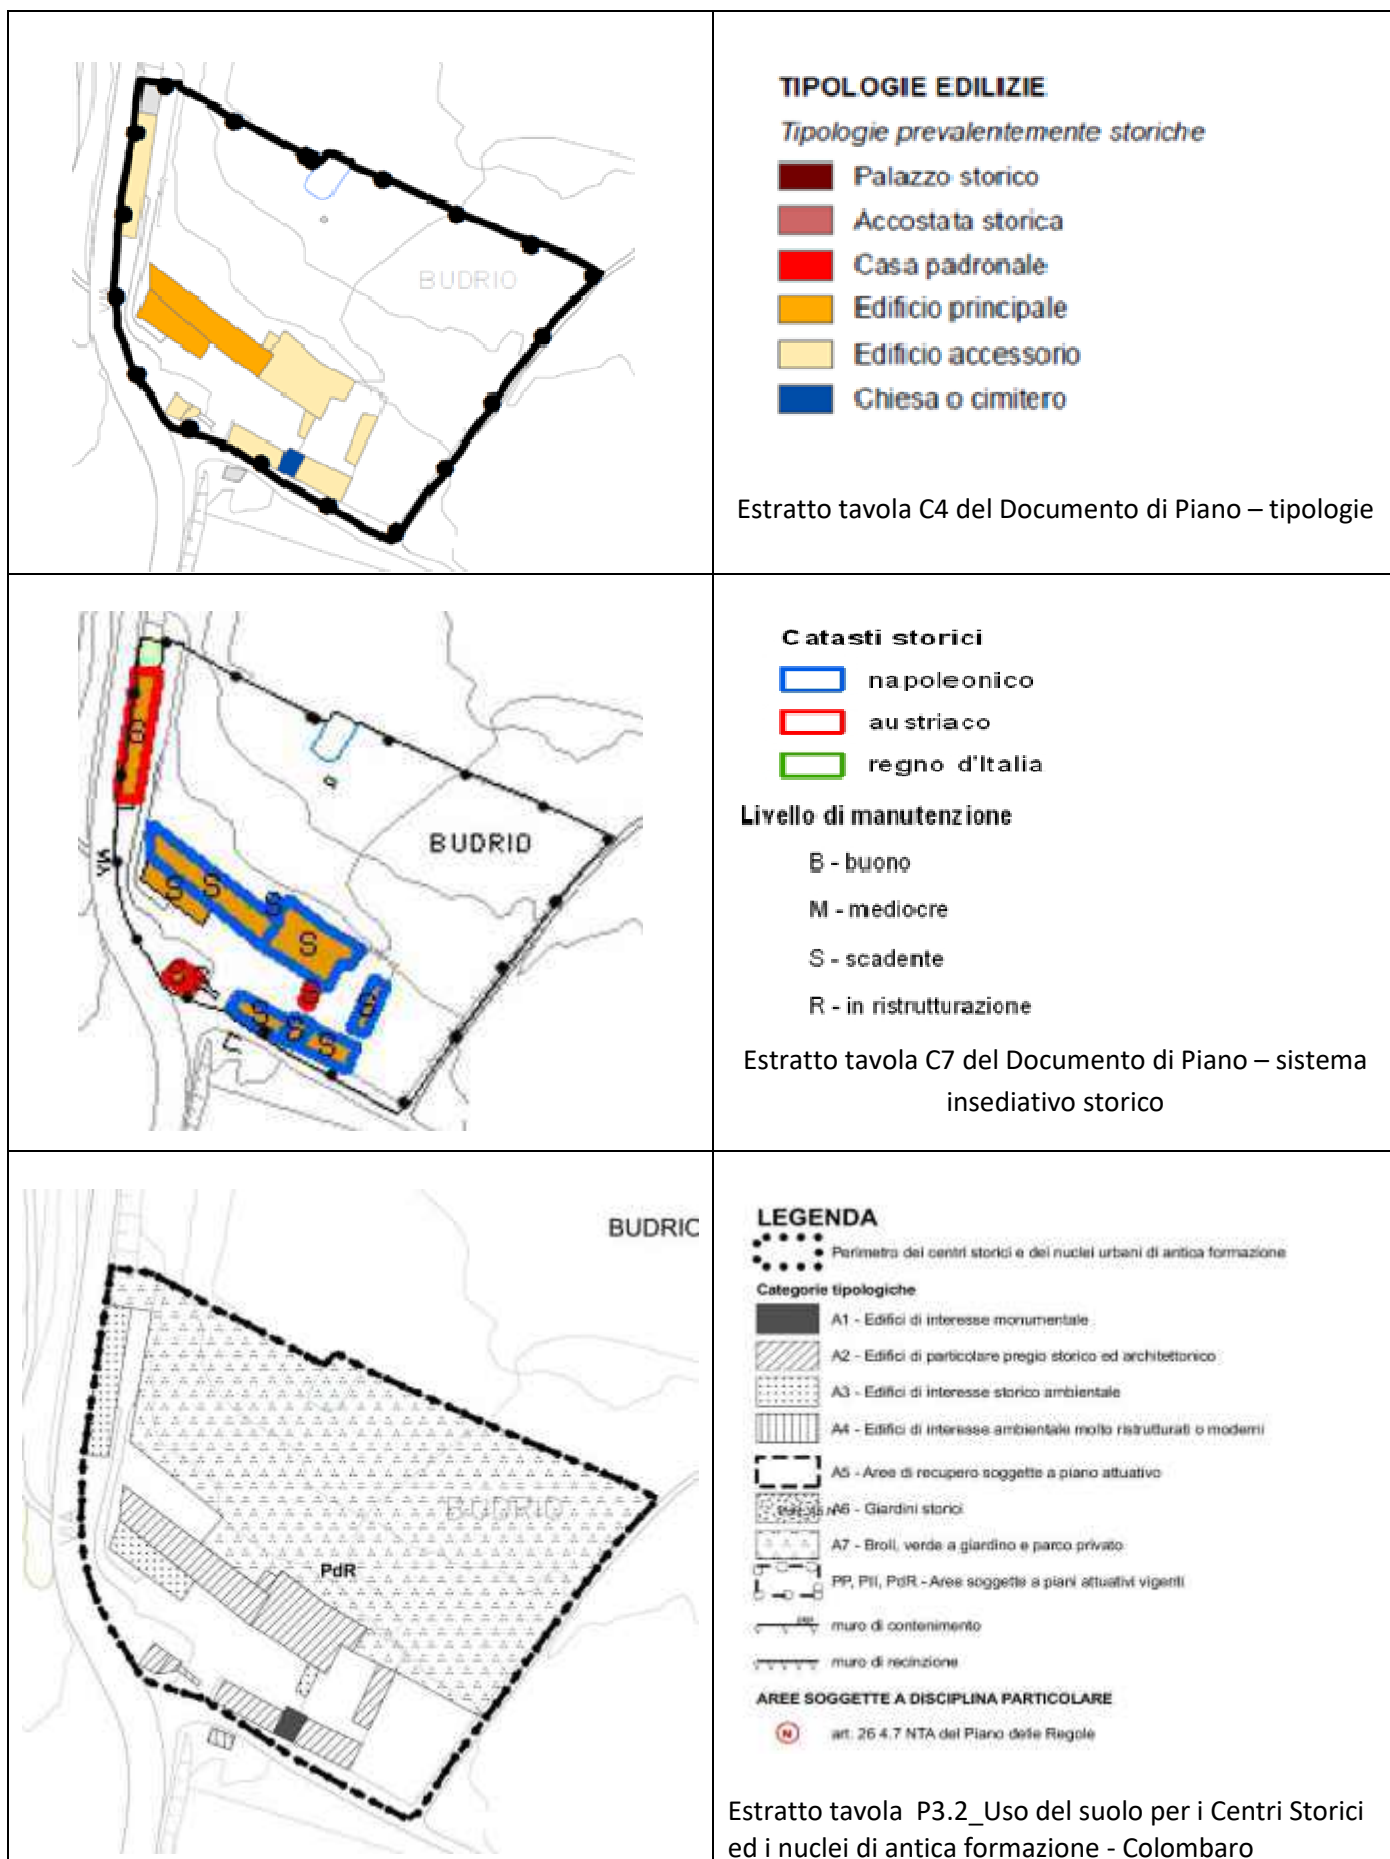 BUDRIO
VIA
TIPOLOGIE EDILIZIE
Tipologie prevalentemente storiche
Palazzo storico
Accostata storica
Casa padronale
Edificio principale
Edificio accessorio
Chiesa o cimitero
Estratto tavola C4 del Documento di Piano – tipologie
BUDRIO
VIA
B
S
S
S
S
S
S
S
S
S
Catasti storici
napoleonico
austriaco
regno d'Italia
Livello di manutenzione
B - buono
M - mediocre
S - scadente
R - in ristrutturazione
Estratto tavola C7 del Documento di Piano – sistema
insediativo storico
BUDRIO
BUDRIO
VIA
PdR
LEGENDA
Perimetro dei centri storici e dei nuclei urbani di antica formazione
Categorie tipologiche
A1 - Edifici di interesse monumentale
A2 - Edifici di particolare pregio storico ed architettonico
A3 - Edifici di interesse storico ambientale
A4 - Edifici di interesse ambientale molto ristrutturati o moderni
A5 - Aree di recupero soggette a piano attuativo
A6 - Giardini storici
A7 - Broli, verde a giardino e parco privato
PP, PII, PdR - Aree soggette a piani attuativi vigenti
muro di contenimento
muro di recinzione
AREE SOGGETTE A DISCIPLINA PARTICOLARE
N
art. 26 4.7 NTA del Piano delle Regole
Estratto tavola P3.2_Uso del suolo per i Centri Storici
ed i nuclei di antica formazione - Colombaro